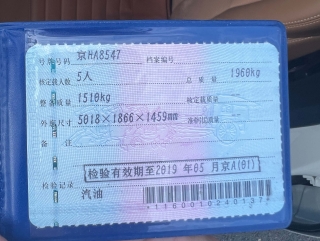 号牌号码 京HA8547 档案编号
核定载人数 5人 总质量 1960kg
整备质量 1510kg 核定载质量
外廓尺寸 5018×1866×1459mm 准牵引总质量
备注
检验有效期至2019年05月京A(01)
检验记录
汽油